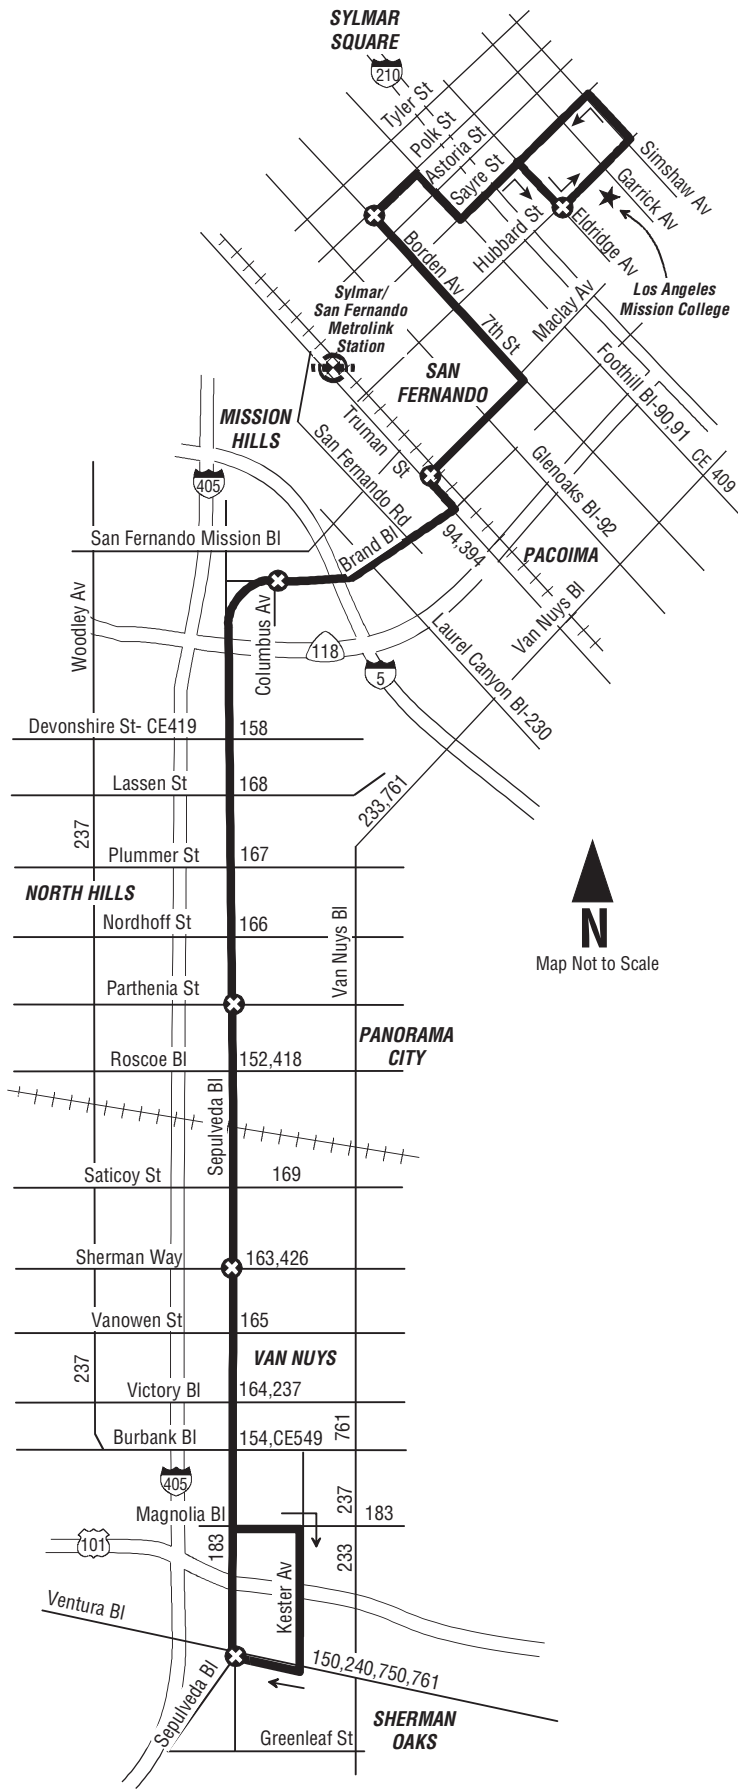 SYLMAR
SQUARE
210
Tyler St
Polk St
Astoria St
Sayre St
Simshaw Av
Garrick Av
Eldridge Av
Hubbard St
Borden Av
Los Angeles
Mission College
Maclay Av
7th St
Sylmar/
San Fernando
Metrolink
Station
SAN
FERNANDO
Foothill Bl-90,91 CE 409
MISSION
HILLS
Truman St
San Fernando Rd
Glenoaks Bl-92
405
San Fernando Mission Bl
Brand Bl
94,394
PACOIMA
Woodley Av
Columbus Av
118
5
Van Nuys Bl
Laurel Canyon Bl-230
Devonshire St- CE419
158
Lassen St
168
233,761
237
Plummer St
167
NORTH HILLS
Nordhoff St
166
Van Nuys Bl
N
Map Not to Scale
Parthenia St
PANORAMA
CITY
Roscoe Bl
152,418
Sepulveda Bl
Saticoy St
169
Sherman Way
163,426
Vanowen St
165
VAN NUYS
237
Victory Bl
164,237
Burbank Bl
154,CE549
761
405
Magnolia Bl
237
183
101
183
233
Kester Av
Ventura Bl
150,240,750,761
Sepulveda Bl
SHERMAN
OAKS
Greenleaf St